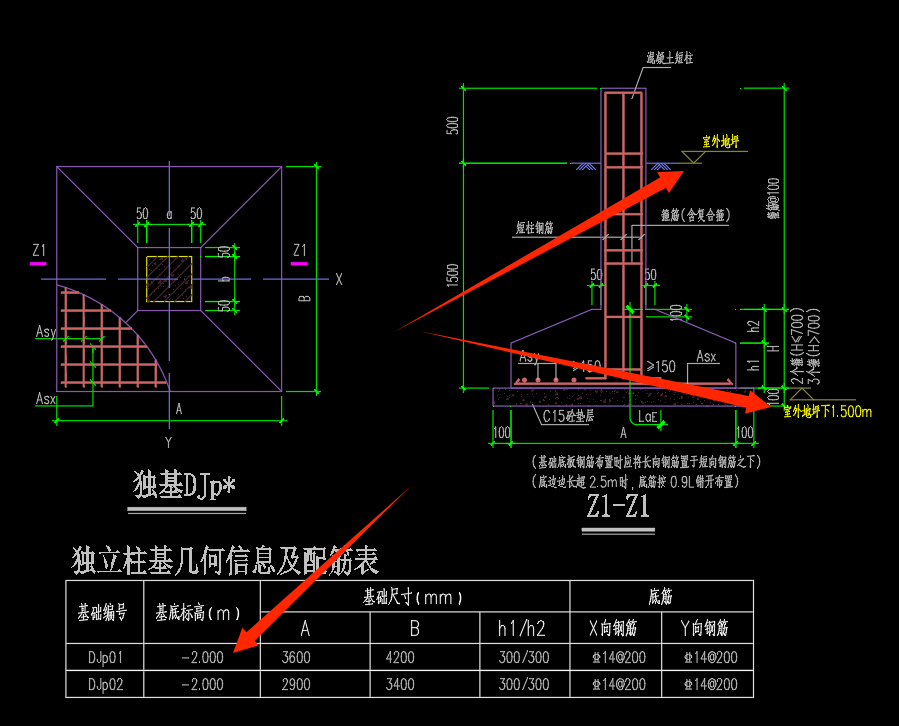 混凝土短柱
500
室外地坪
箍筋@100
50 a 50
短柱钢筋
箍筋(含复合箍)
Z1
Z1
50
b
50
X
B
1500
50
50
100
h2
h1
H
2个箍(H≤700)
3个箍(H>700)
Asy
Asx
A
Y
Asy
≥150
≥150
Asx
100
室外地坪下1.500m
C15砼垫层
LaE
100
A
100
(基础底板钢筋布置时应将长向钢筋置于短向钢筋之下)
(底边边长超2.5m时,底筋按0.9L错开布置)
独基DJp*
Z1-Z1
独立柱基几何信息及配筋表
基础编号 基底标高(m) 基础尺寸(mm) 底筋
A B h1/h2 X向钢筋 Y向钢筋
DJp01 -2.000 3600 4200 300/300 ⏀14@200 ⏀14@200
DJp02 -2.000 2900 3400 300/300 ⏀14@200 ⏀14@200